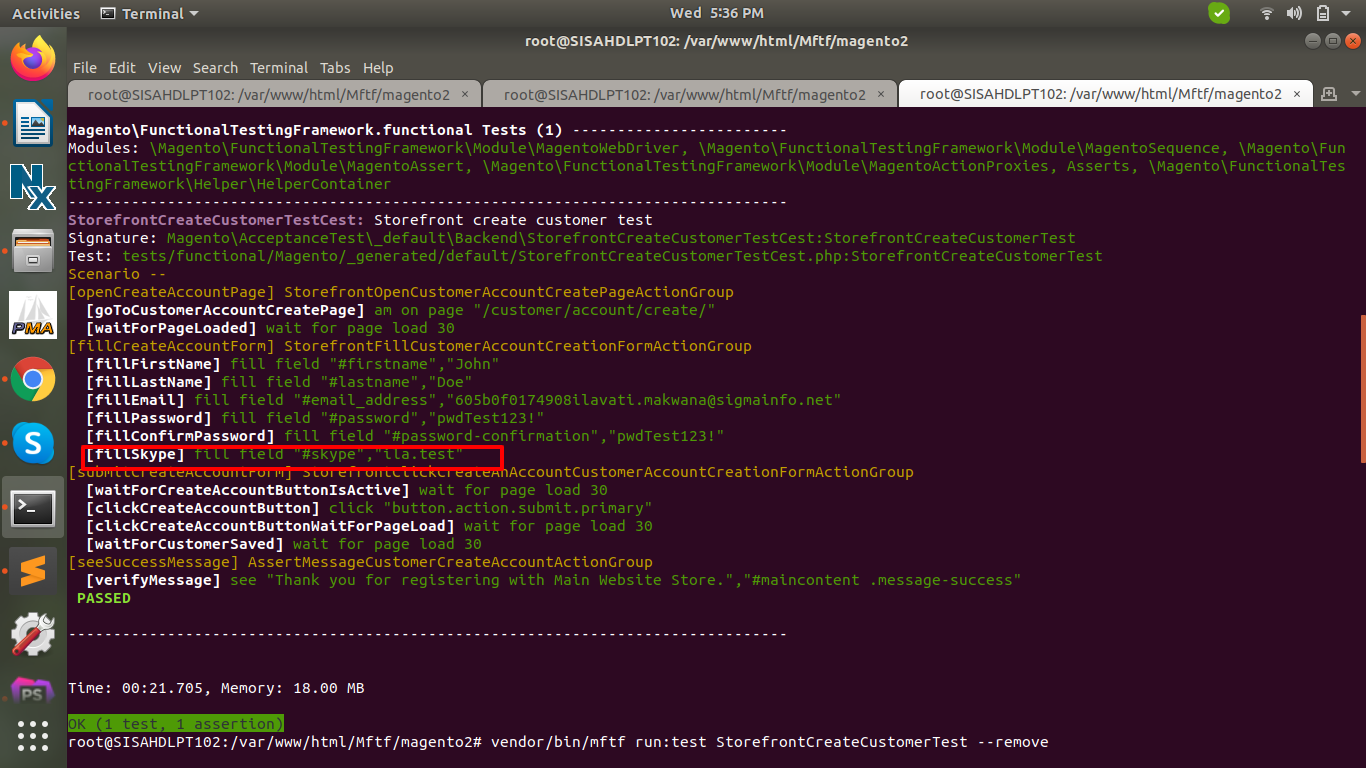 Activities Terminal Wed 5:36 PM
root@SISAHDLPT102: /var/www/html/Mftf/magento2
File Edit View Search Terminal Tabs Help
root@SISAHDLPT102: /var/www/html/Mftf/magento2 × root@SISAHDLPT102: /var/www/html/Mftf/magento2 × root@SISAHDLPT102: /var/www/html/Mftf/magento2 ×
Magento\FunctionalTestingFramework.functional Tests (1) ------------------------
Modules: \Magento\FunctionalTestingFramework\Module\MagentoWebDriver, \Magento\FunctionalTestingFramework\Module\MagentoSequence, \Magento\Fun
ctionalTestingFramework\Module\MagentoAssert, \Magento\FunctionalTestingFramework\Module\MagentoActionProxies, Asserts, \Magento\FunctionalTes
tingFramework\Helper\HelperContainer
--------------------------------------------------------------------------------
StorefrontCreateCustomerTestCest: Storefront create customer test
Signature: Magento\AcceptanceTest\_default\Backend\StorefrontCreateCustomerTestCest:StorefrontCreateCustomerTest
Test: tests/functional/Magento/_generated/default/StorefrontCreateCustomerTestCest.php:StorefrontCreateCustomerTest
Scenario --
[openCreateAccountPage] StorefrontOpenCustomerAccountCreatePageActionGroup
[goToCustomerAccountCreatePage] am on page "/customer/account/create/"
[waitForPageLoaded] wait for page load 30
[fillCreateAccountForm] StorefrontFillCustomerAccountCreationFormActionGroup
[fillFirstName] fill field "#firstname","John"
[fillLastName] fill field "#lastname","Doe"
[fillEmail] fill field "#email_address","605b0f0174908ilavati.makwana@sigmainfo.net"
[fillPassword] fill field "#password","pwdTest123!"
[fillConfirmPassword] fill field "#password-confirmation","pwdTest123!"
[fillSkype] fill field "#skype","ila.test"
[submitCreateAccountForm] StorefrontClickCreateAnAccountCustomerAccountCreationFormActionGroup
[waitForCreateAccountButtonIsActive] wait for page load 30
[clickCreateAccountButton] click "button.action.submit.primary"
[clickCreateAccountButtonWaitForPageLoad] wait for page load 30
[waitForCustomerSaved] wait for page load 30
[seeSuccessMessage] AssertMessageCustomerCreateAccountActionGroup
[verifyMessage] see "Thank you for registering with Main Website Store.","#maincontent .message-success"
PASSED
--------------------------------------------------------------------------------
Time: 00:21.705, Memory: 18.00 MB
OK (1 test, 1 assertion)
root@SISAHDLPT102:/var/www/html/Mftf/magento2# vendor/bin/mftf run:test StorefrontCreateCustomerTest --remove
NX
PMA
S
PS